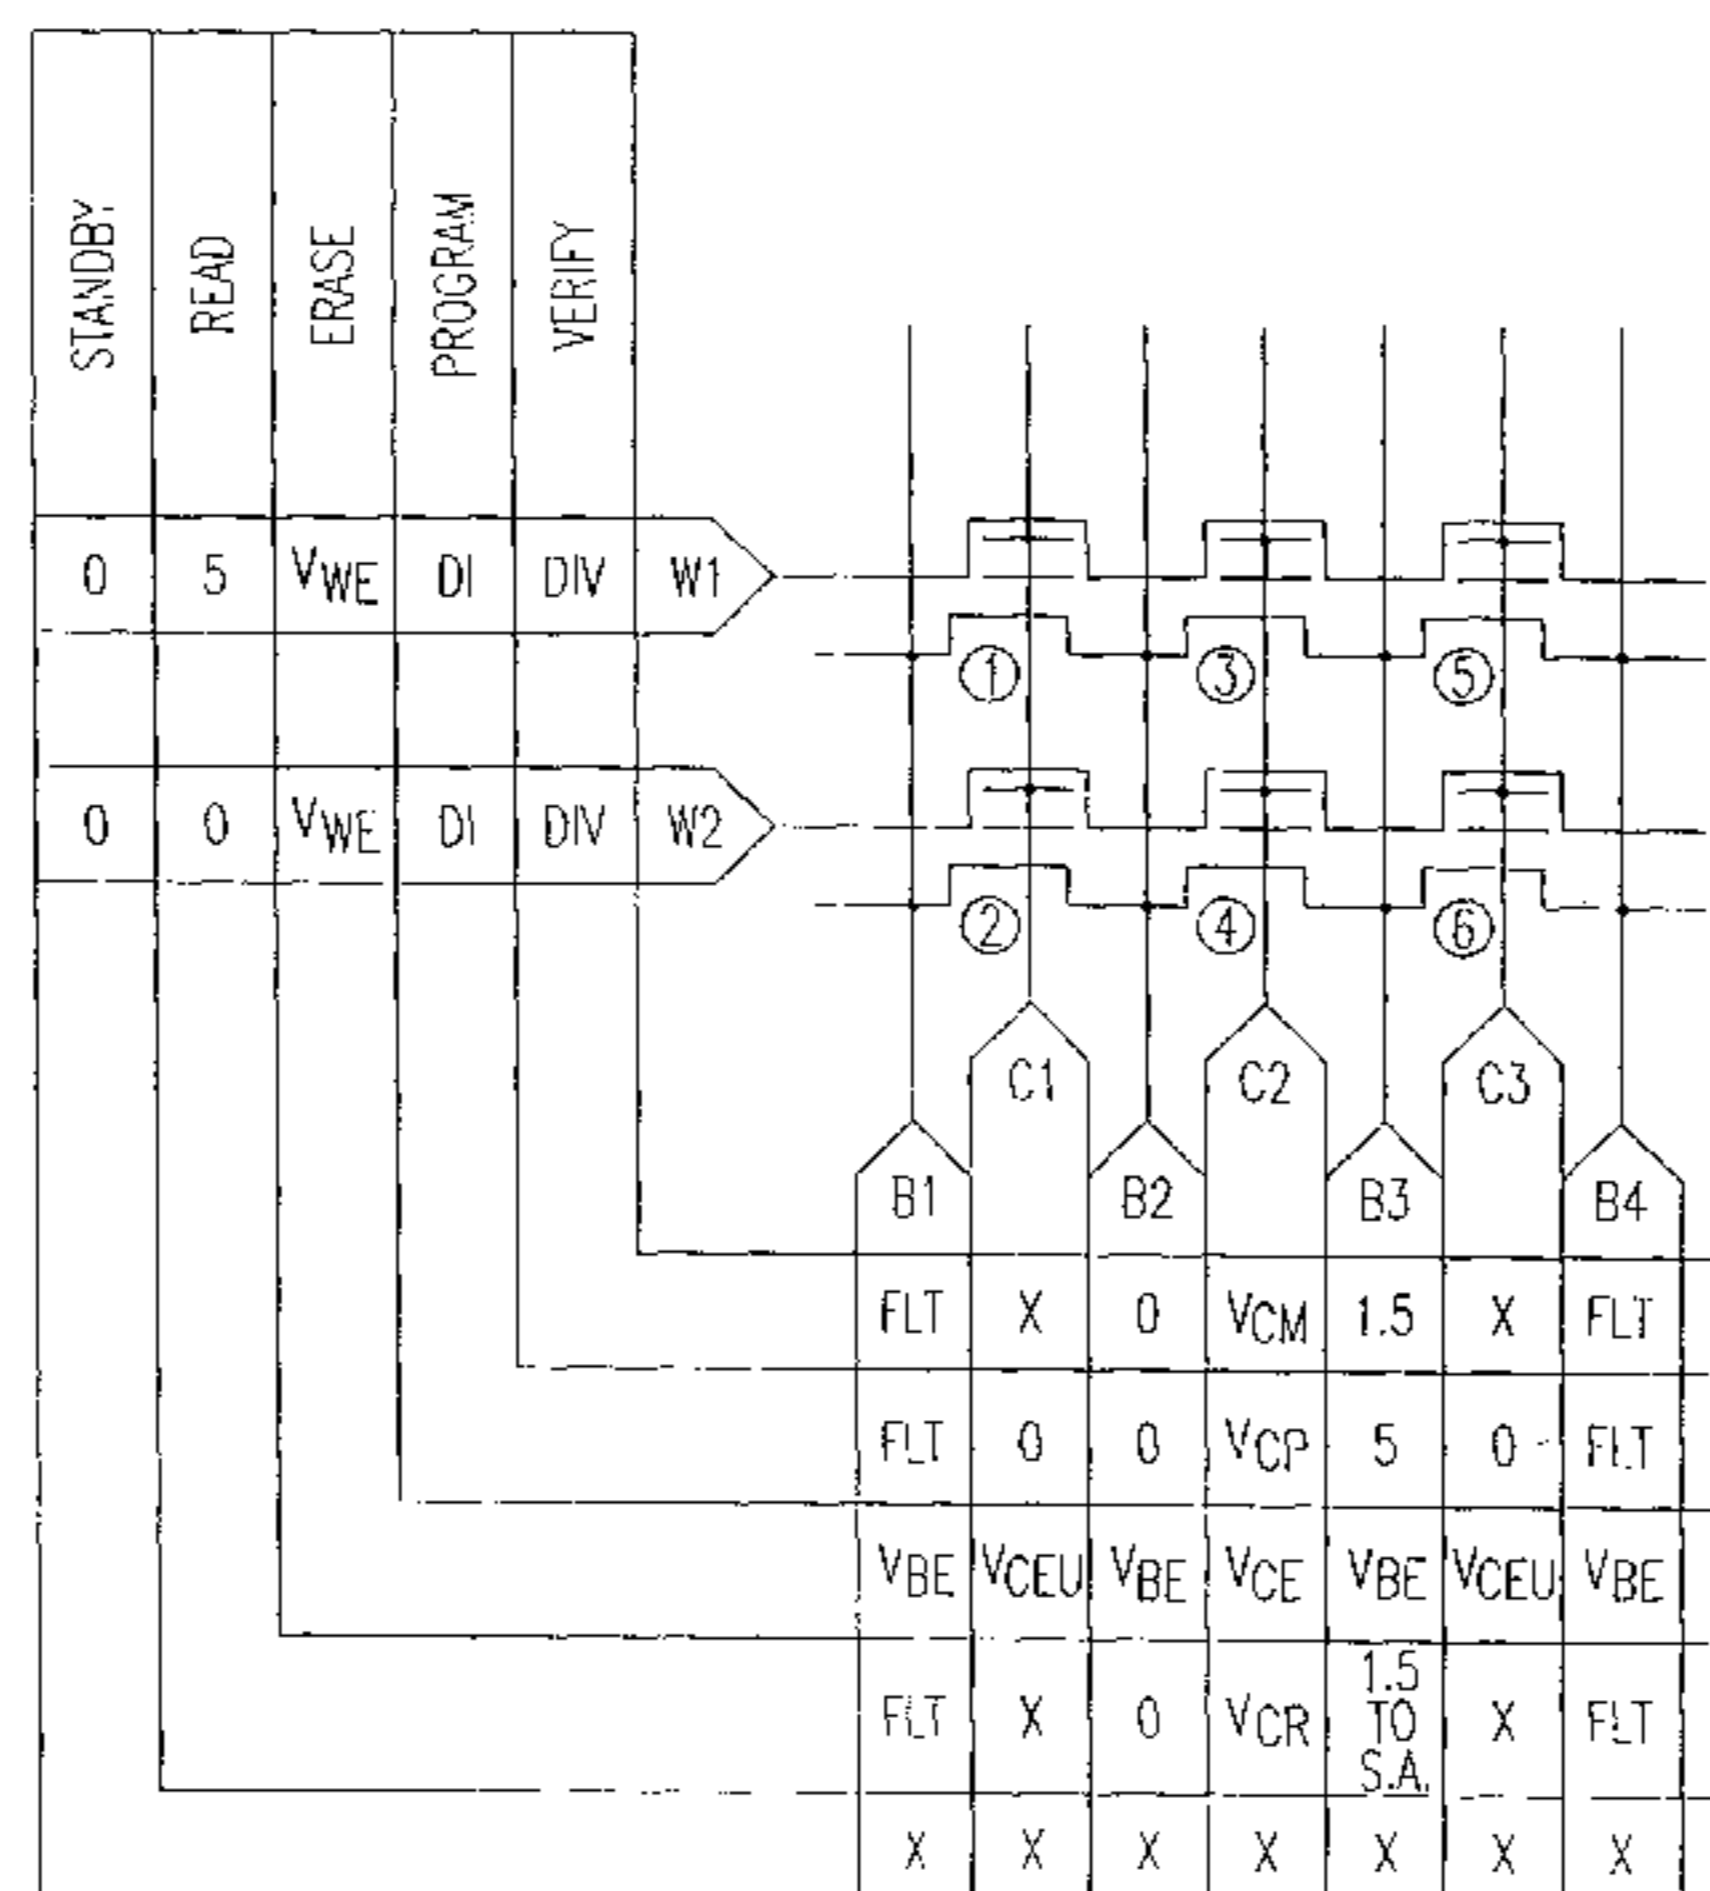 STANDBY
READ
ERASE
PROGRAM
VERIFY
0 5 VWE DI DIV W1
1 3 5
0 0 VWE DI DIV W2
2 4 6
C1 C2 C3
B1 B2 B3 B4
FLT X 0 VCM 1.5 X FLT
FLT 0 0 VCP 5 0 FLT
VBE VCEU VBE VCE VBE VCEU VBE
FLT X 0 VCR 1.5 TO S.A. X FLT
X X X X X X X